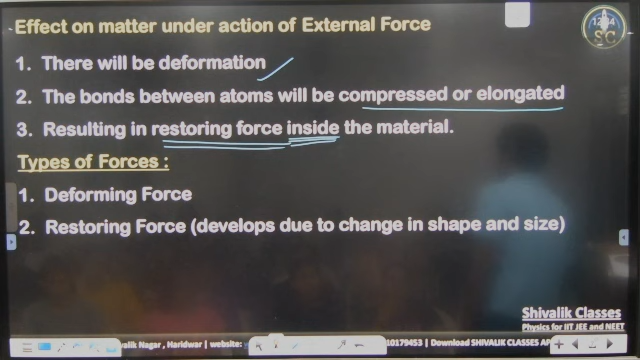 Effect on matter under action of External Force
1. There will be deformation
2. The bonds between atoms will be compressed or elongated
3. Resulting in restoring force inside the material.
Types of Forces :
1. Deforming Force
2. Restoring Force (develops due to change in shape and size)
Shivalik Classes
Physics for IIT JEE and NEET
Nagar, Haridwar | website: 10179453 | Download SHIVALIK CLASSES